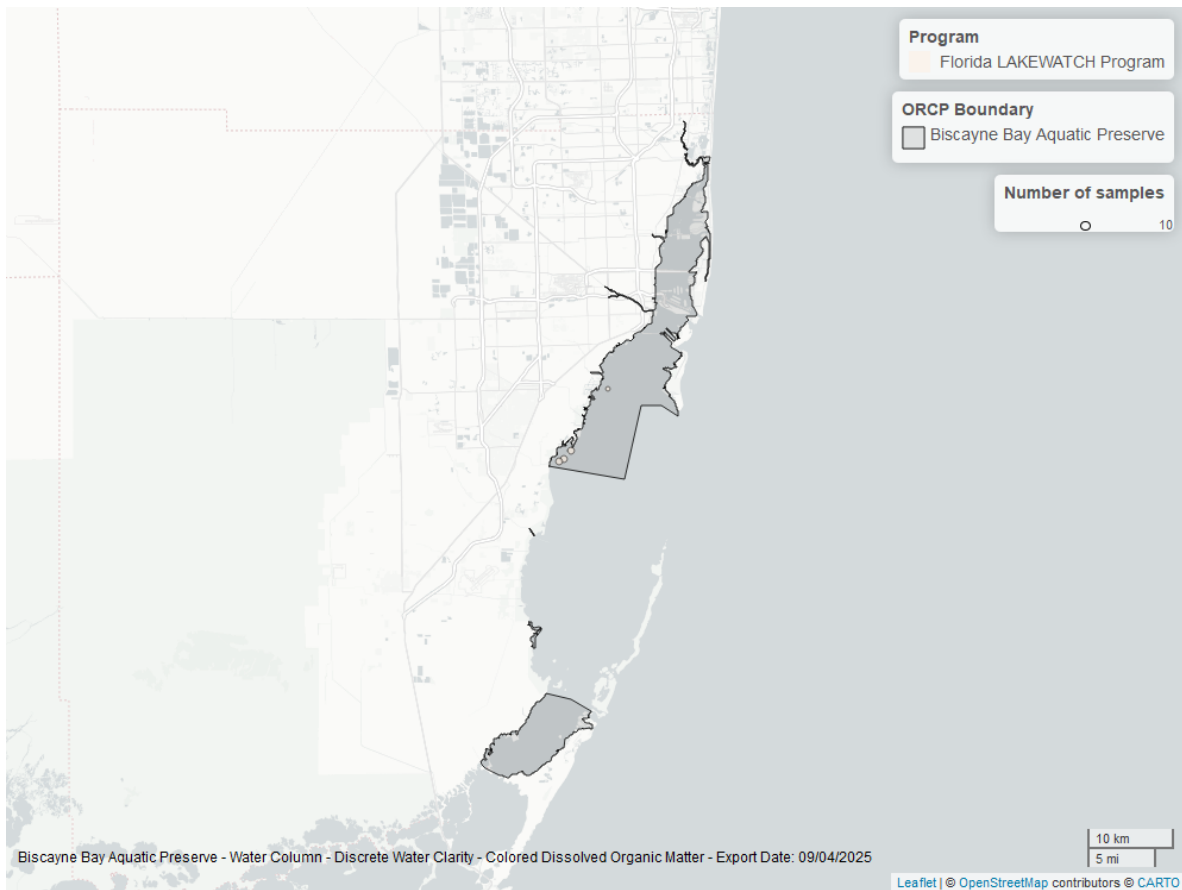 Program
Florida LAKEWATCH Program
ORCP Boundary
Biscayne Bay Aquatic Preserve
Number of samples
10
10 km
5 mi
Biscayne Bay Aquatic Preserve - Water Column - Discrete Water Clarity - Colored Dissolved Organic Matter - Export Date: 09/04/2025
Leaflet | © OpenStreetMap contributors © CARTO